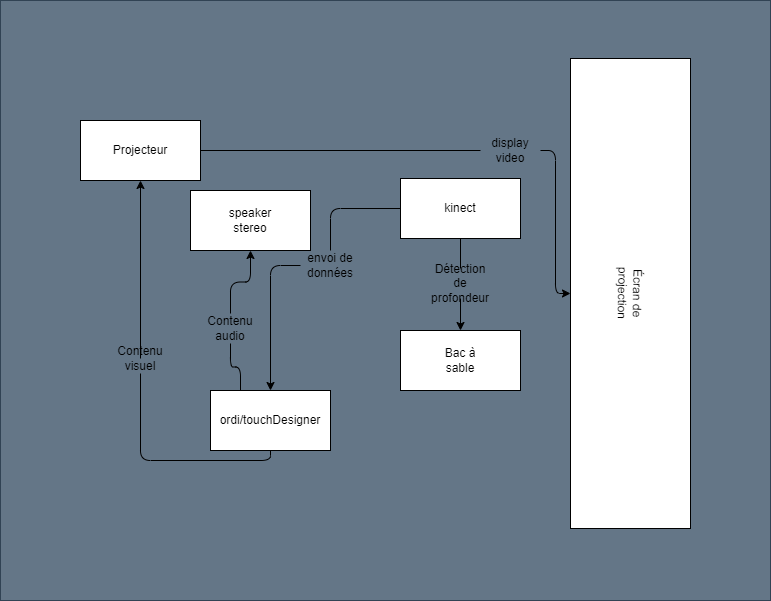 Projecteur
display
video
speaker
stereo
kinect
envoi de
données
Détection
de
profondeur
Écran de
projection
Contenu
audio
Contenu
visuel
Bac à
sable
ordi/touchDesigner